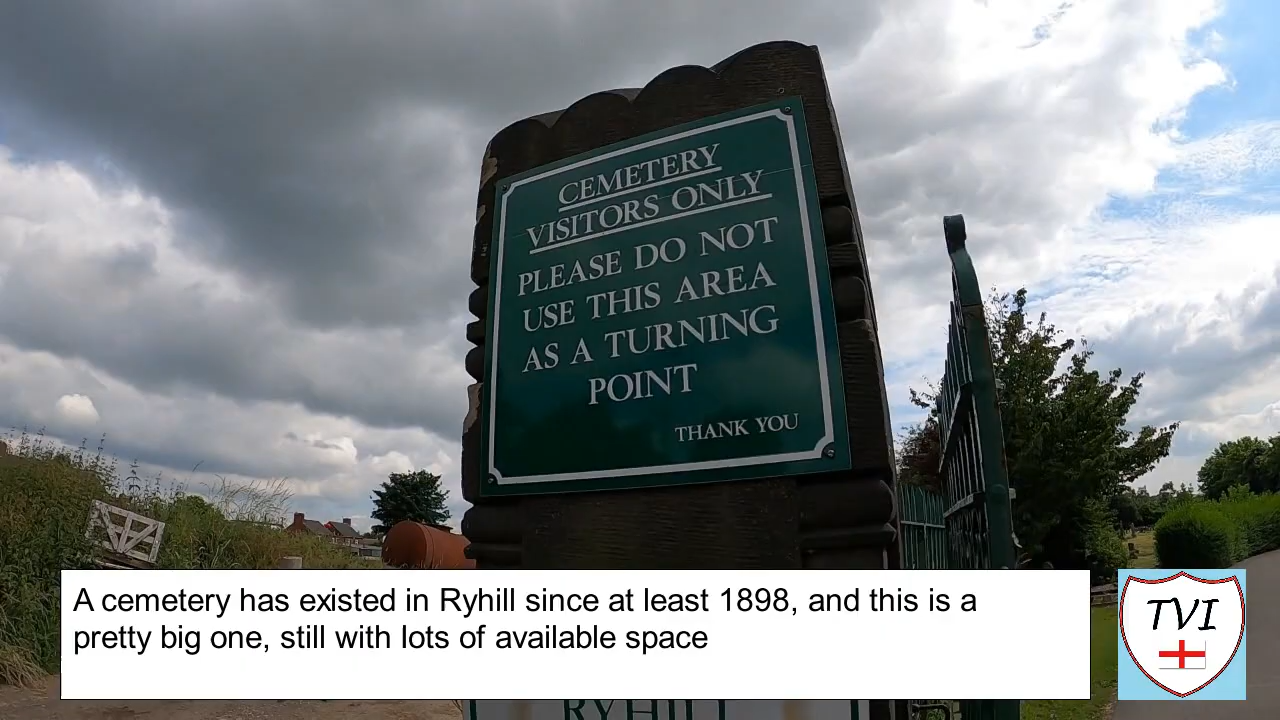 CEMETERY
VISITORS ONLY
PLEASE DO NOT
USE THIS AREA
AS A TURNING
POINT
THANK YOU
A cemetery has existed in Ryhill since at least 1898, and this is a
pretty big one, still with lots of available space
TVI
RYHILL